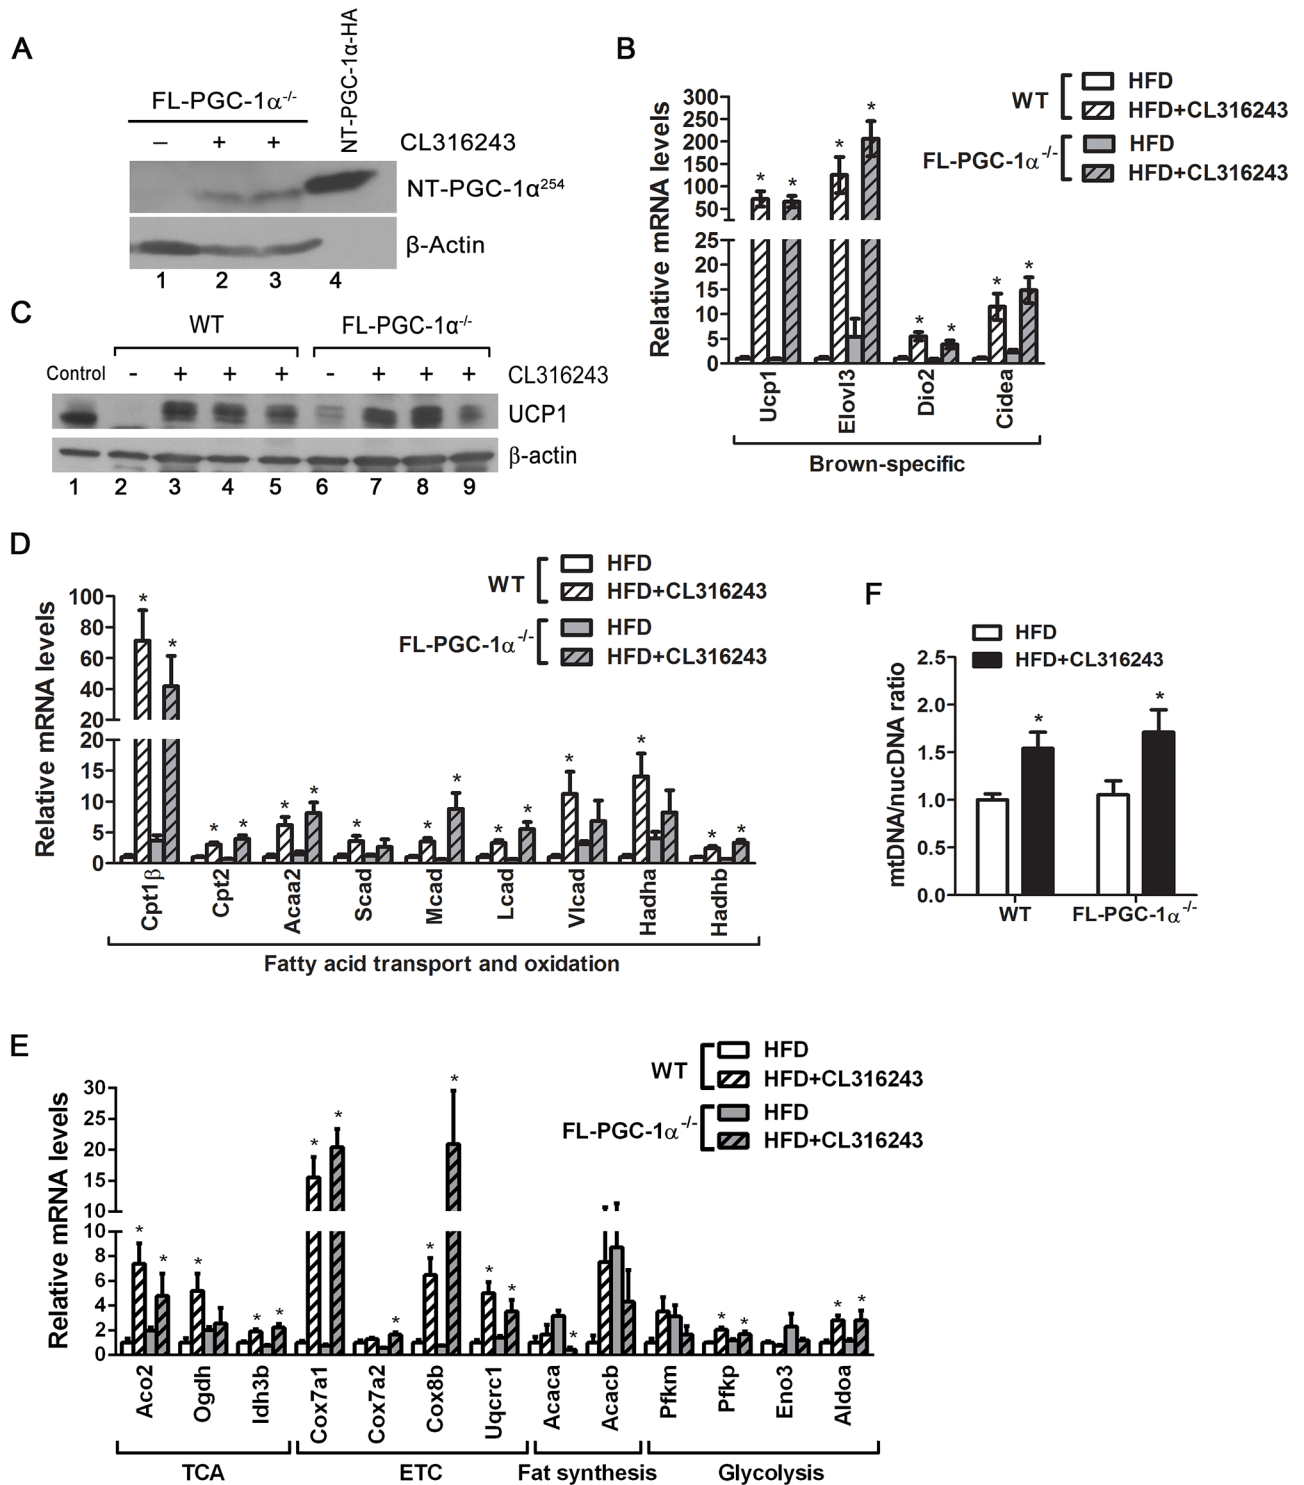 A
NT-PGC-1α-HA
FL-PGC-1α-/-
– + + CL316243
NT-PGC-1α254
β-Actin
1 2 3 4
B
WT
HFD
HFD+CL316243
FL-PGC-1α-/-
HFD
HFD+CL316243
Relative mRNA levels
300
250
200
150
100
50
25
20
15
10
5
0
* * * * * * * *
Ucp1 Elovl3 Dio2 Cidea
Brown-specific
C
WT FL-PGC-1α-/-
Control - + + + - + + + CL316243
UCP1
β-actin
1 2 3 4 5 6 7 8 9
D
WT
HFD
HFD+CL316243
FL-PGC-1α-/-
HFD
HFD+CL316243
Relative mRNA levels
100
80
60
40
20
20
15
10
5
0
* * * * * * * * * * * * * * *
Cpt1β Cpt2 Acaa2 Scad Mcad Lcad Vlcad Hadha Hadhb
Fatty acid transport and oxidation
F
HFD
HFD+CL316243
mtDNA/nucDNA ratio
2.5
2.0
1.5
1.0
0.5
0.0
* *
WT FL-PGC-1α-/-
E
WT
HFD
HFD+CL316243
FL-PGC-1α-/-
HFD
HFD+CL316243
Relative mRNA levels
30
25
20
15
10
10
8
6
4
2
0
* * * * * * * * * * * * * * * * *
Aco2 Ogdh Idh3b Cox7a1 Cox7a2 Cox8b Uqcrc1 Acaca Acacb Pfkm Pfkp Eno3 Aldoa
TCA ETC Fat synthesis Glycolysis